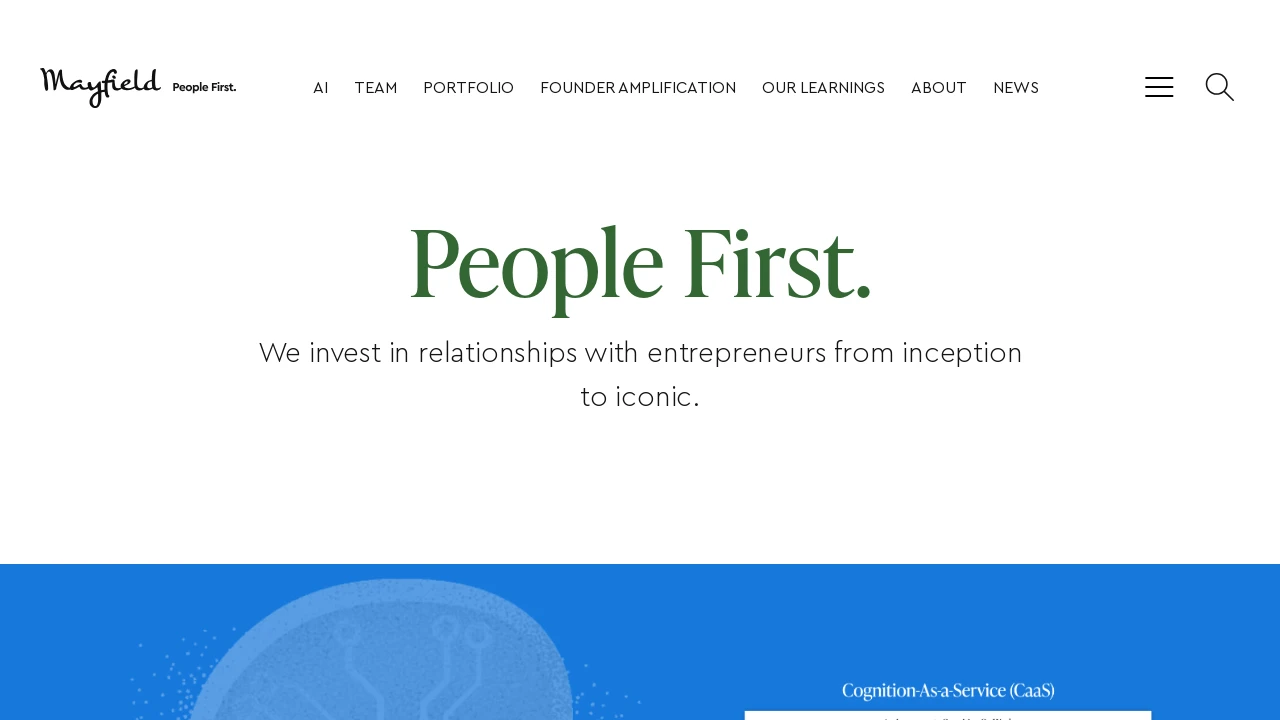 Mayfield People First.
AI TEAM PORTFOLIO FOUNDER AMPLIFICATION OUR LEARNINGS ABOUT NEWS
People First.
We invest in relationships with entrepreneurs from inception
to iconic.
Cognition-As-a-Service (CaaS)